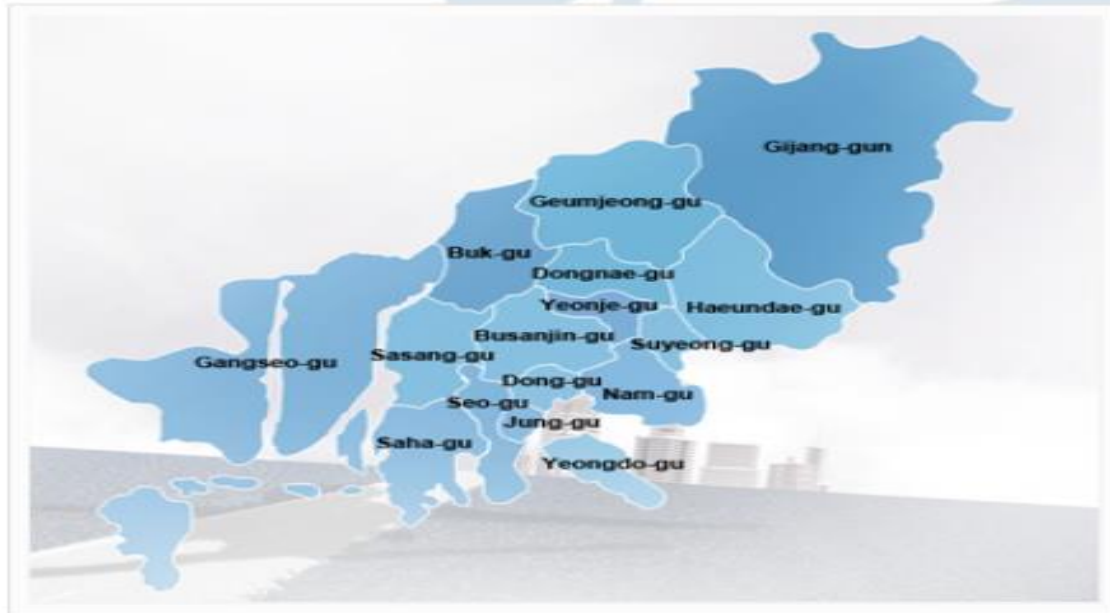 Gijang-gun
Geumjeong-gu
Buk-gu
Dongnae-gu
Yeonje-gu
Haeundae-gu
Busanjin-gu
Suyeong-gu
Sasang-gu
Gangseo-gu
Dong-gu
Nam-gu
Seo-gu
Jung-gu
Saha-gu
Yeongdo-gu